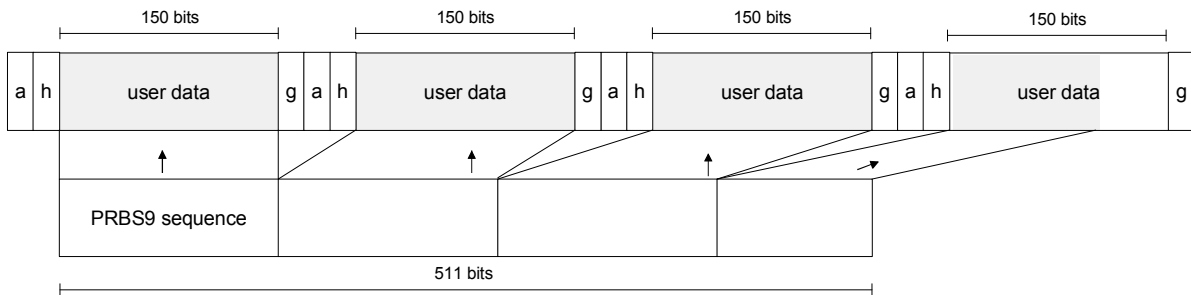 150 bits 150 bits 150 bits 150 bits
a h user data g a h user data g a h user data g a h user data g
PRBS9 sequence
511 bits